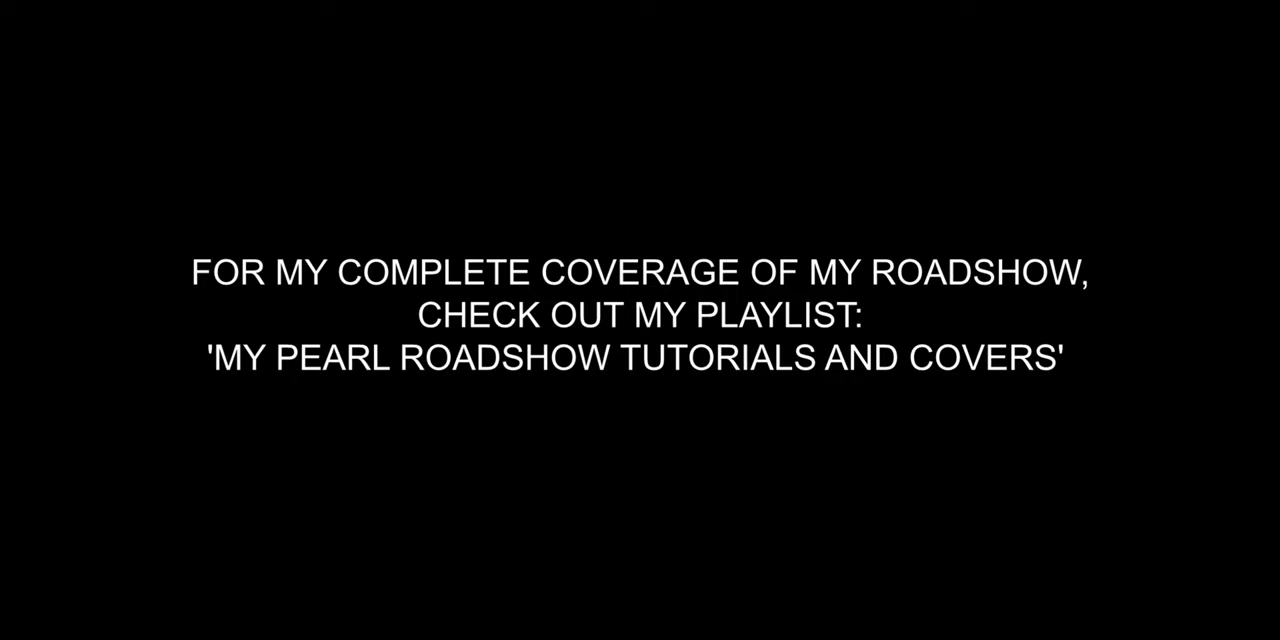 FOR MY COMPLETE COVERAGE OF MY ROADSHOW,
CHECK OUT MY PLAYLIST:
'MY PEARL ROADSHOW TUTORIALS AND COVERS'